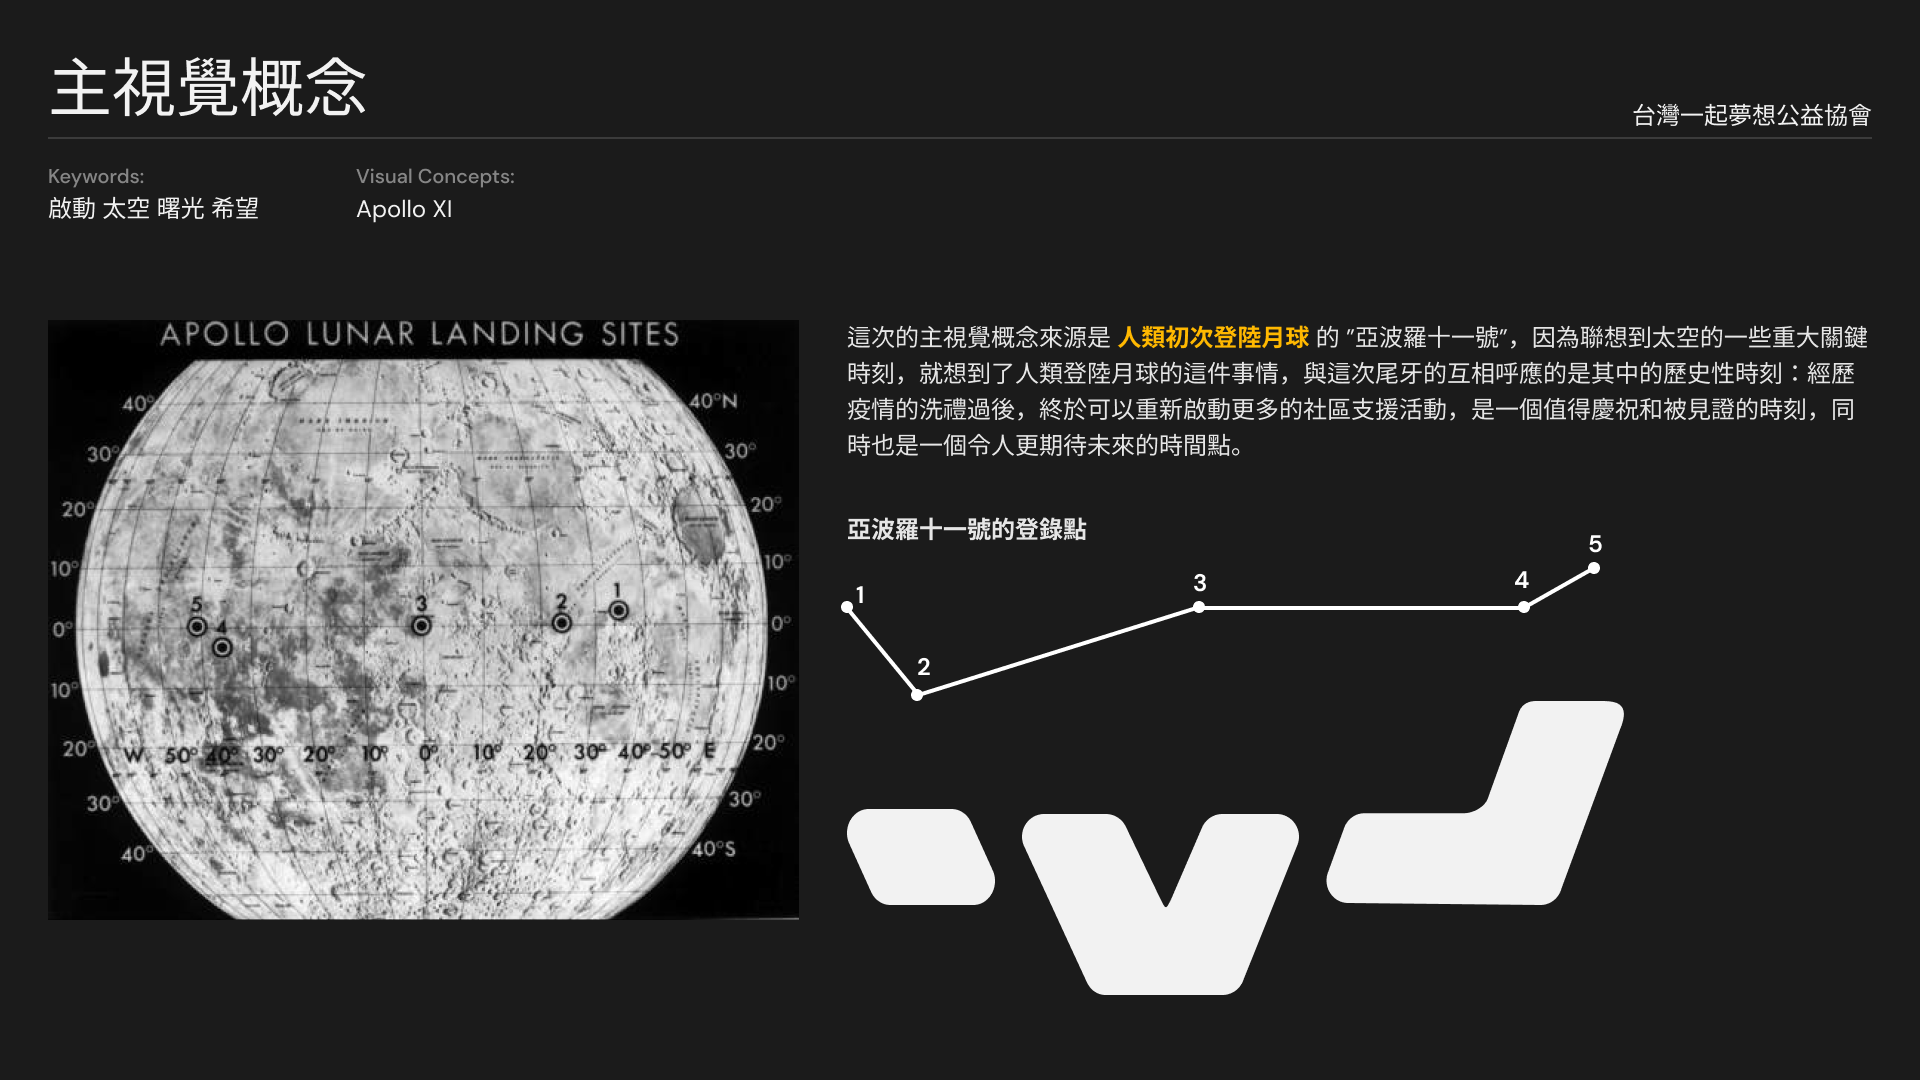 主視覺概念
台灣一起夢想公益協會
Keywords:
啟動 太空 曙光 希望
Visual Concepts:
Apollo XI
APOLLO LUNAR LANDING SITES
40° 40°N
30° 30°
20° 20°
10° 10°
5 4 3 2 1
0° 0°
10° 10°
20° W 50° 40° 30° 20° 10° 0° 10° 20° 30° 40° 50° E 20°
30° 30°
40° 40°S
這次的主視覺概念來源是 人類初次登陸月球 的 "亞波羅十一號"，因為聯想到太空的一些重大關鍵
時刻，就想到了人類登陸月球的這件事情，與這次尾牙的互相呼應的是其中的歷史性時刻：經歷
疫情的洗禮過後，終於可以重新啟動更多的社區支援活動，是一個值得慶祝和被見證的時刻，同
時也是一個令人更期待未來的時間點。
亞波羅十一號的登錄點
1
2
3
4
5